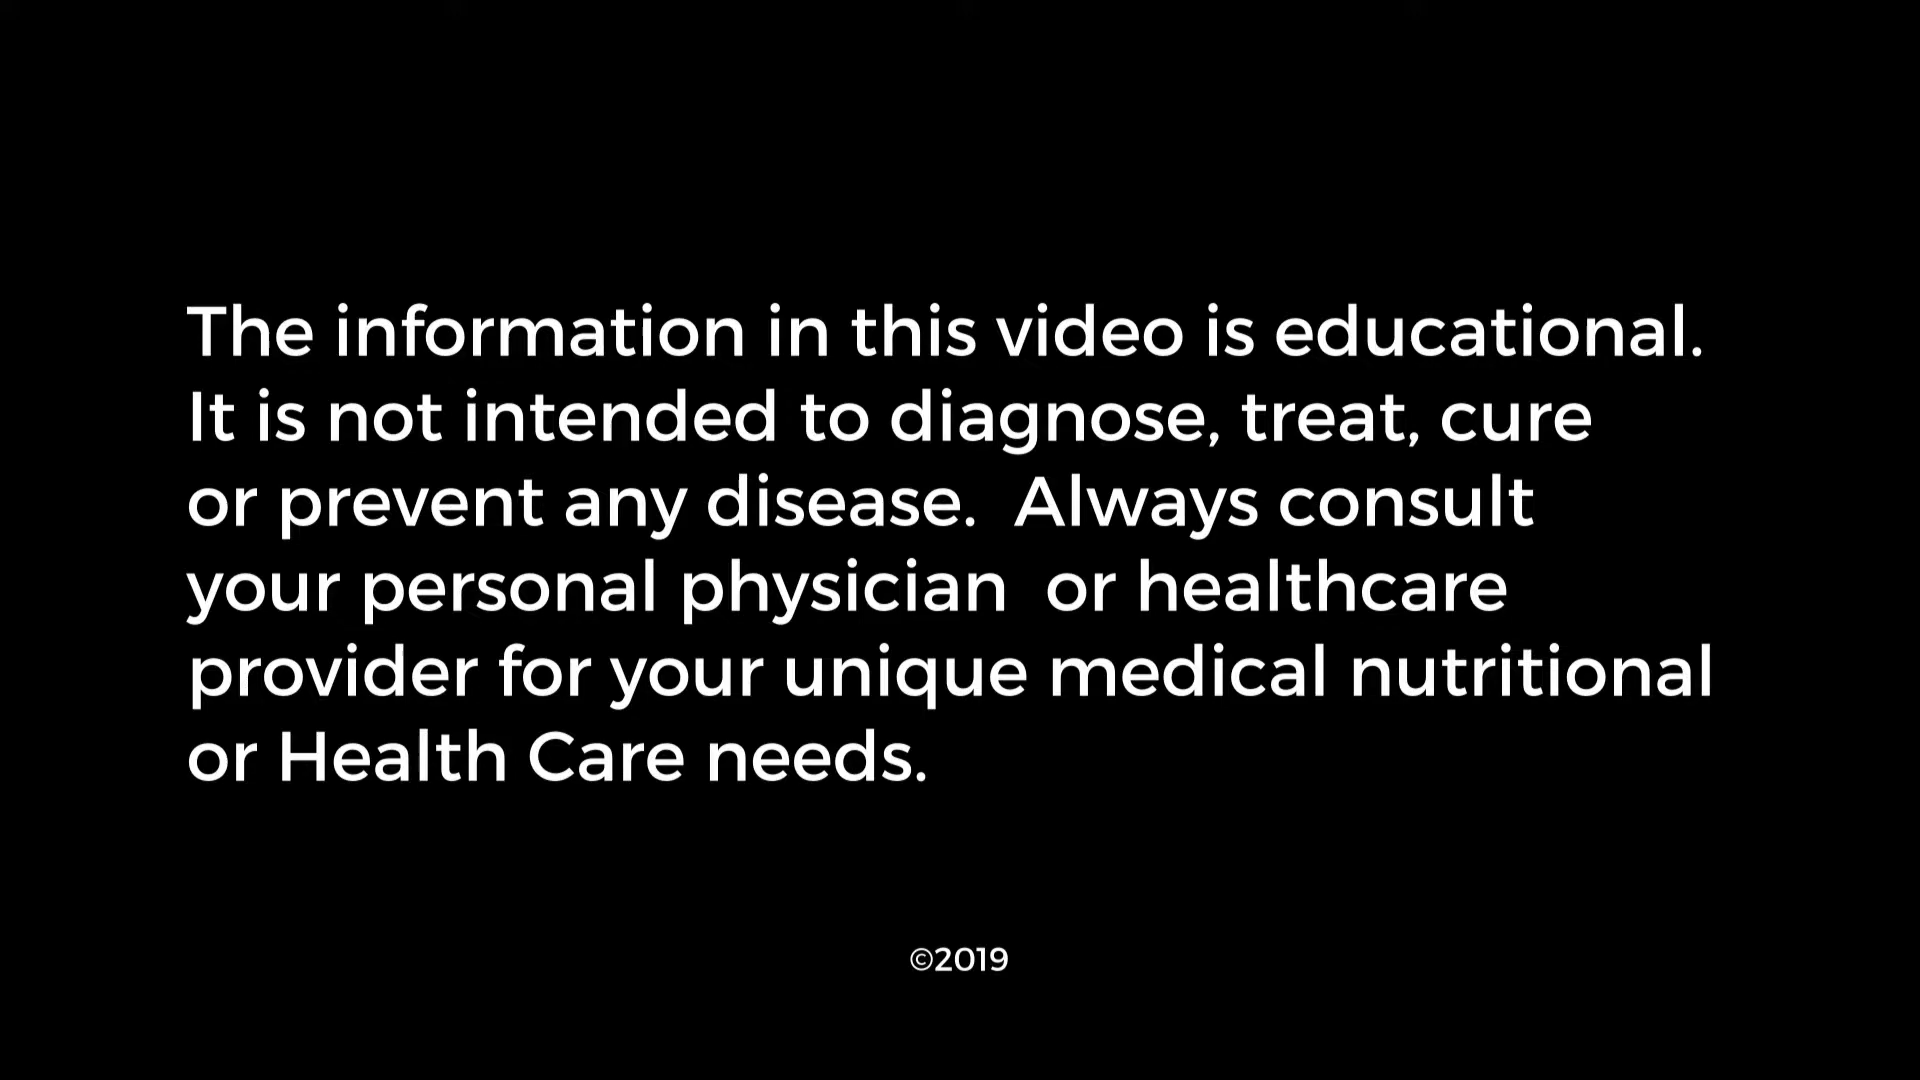 The information in this video is educational.
It is not intended to diagnose, treat, cure
or prevent any disease.  Always consult
your personal physician  or healthcare
provider for your unique medical nutritional
or Health Care needs.
©2019